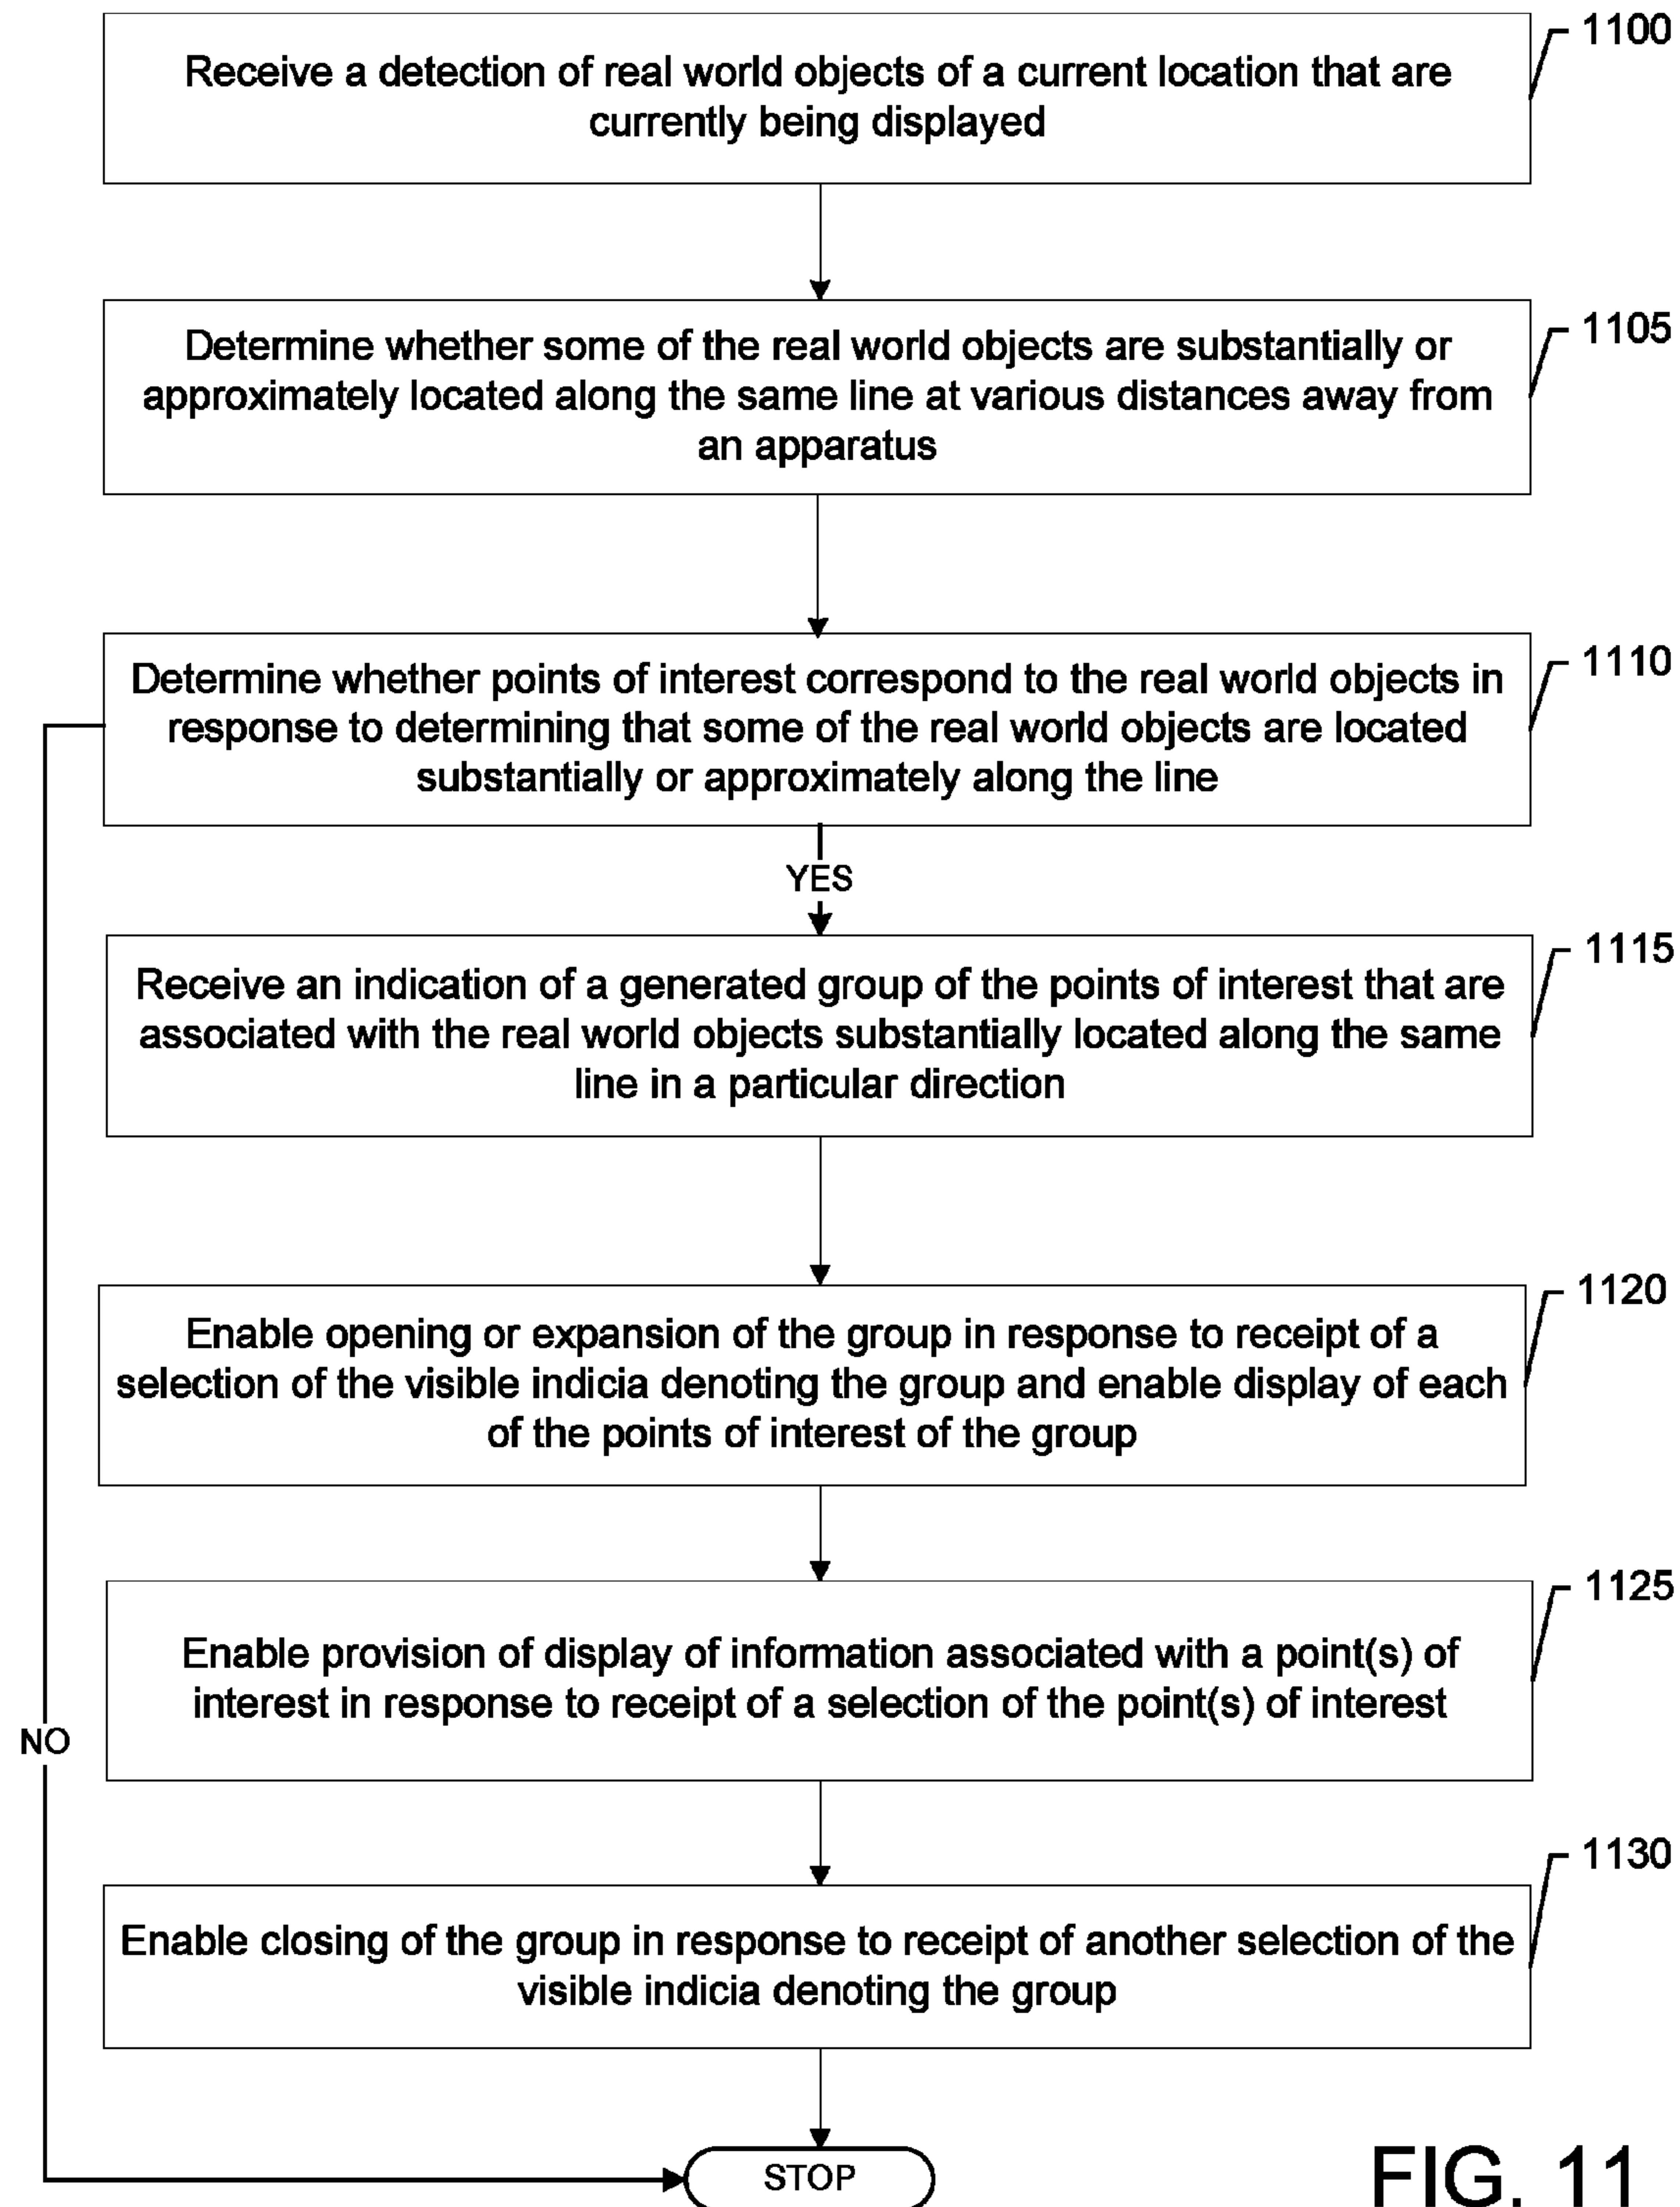 1100
Receive a detection of real world objects of a current location that are
currently being displayed
1105
Determine whether some of the real world objects are substantially or
approximately located along the same line at various distances away from
an apparatus
1110
Determine whether points of interest correspond to the real world objects in
response to determining that some of the real world objects are located
substantially or approximately along the line
YES
1115
Receive an indication of a generated group of the points of interest that are
associated with the real world objects substantially located along the same
line in a particular direction
1120
Enable opening or expansion of the group in response to receipt of a
selection of the visible indicia denoting the group and enable display of each
of the points of interest of the group
1125
Enable provision of display of information associated with a point(s) of
interest in response to receipt of a selection of the point(s) of interest
NO
1130
Enable closing of the group in response to receipt of another selection of the
visible indicia denoting the group
STOP
FIG. 11